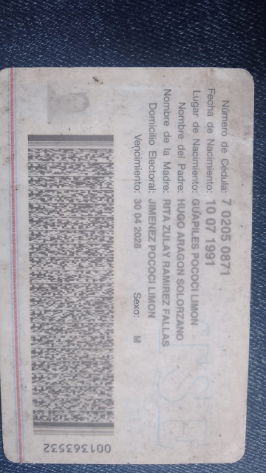 Número de Cédula: 7 0205 0871
Fecha de Nacimiento: 10 07 1991
Lugar de Nacimiento: GUAPILES POCOCI LIMON
Nombre del Padre: HUGO ARAGON SOLORZANO
Nombre de la Madre: RITA ZULAY RAMIREZ FALLAS
Domicilio Electoral: JIMENEZ POCOCI LIMON
Vencimiento: 30 04 2028 Sexo: M
001363532